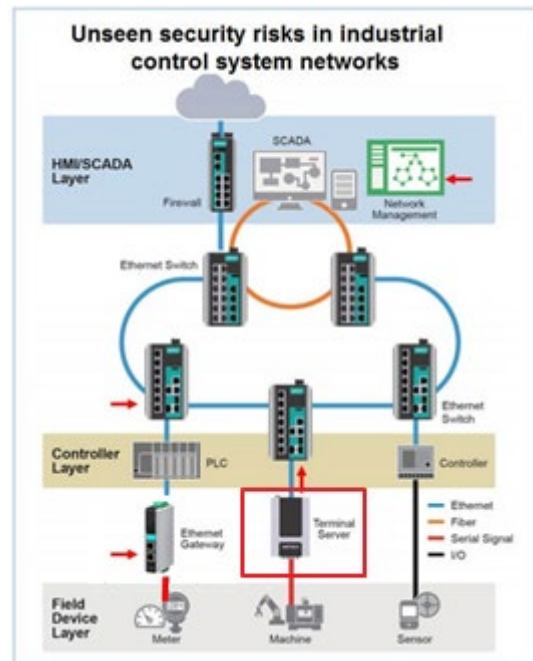 Unseen security risks in industrial
control system networks
HMI/SCADA
Layer
Firewall
SCADA
Network
Management
Ethernet Switch
Ethernet
Switch
Controller
Layer
PLC
Controller
Ethernet
Gateway
Terminal
Server
Ethernet
Fiber
Serial Signal
I/O
Field
Device
Layer
Meter
Machine
Sensor